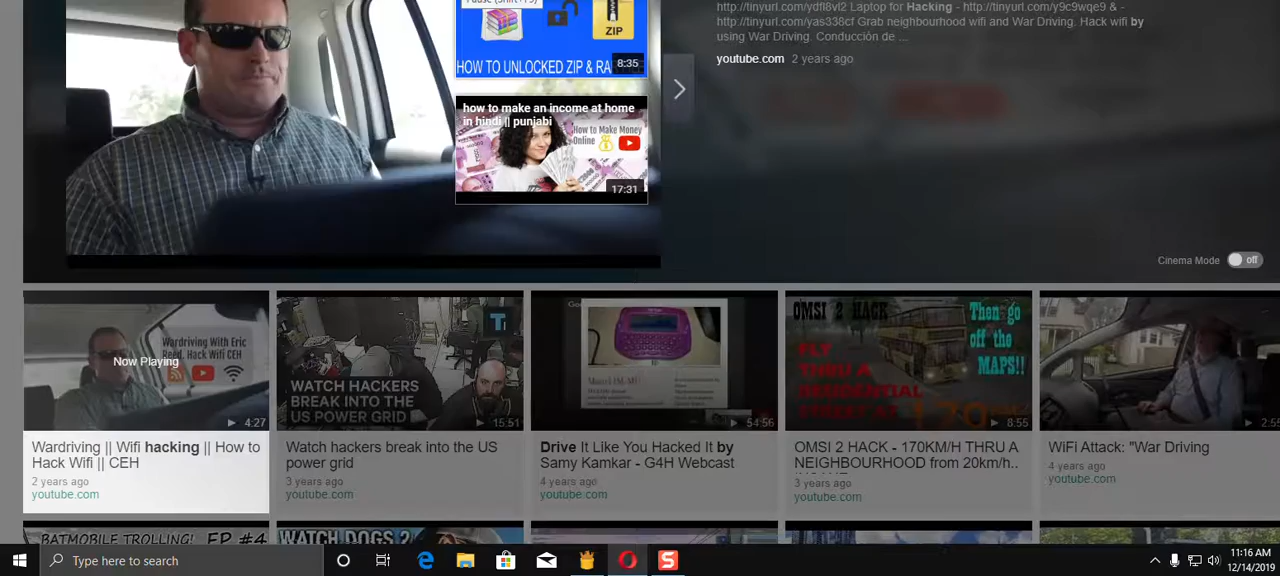 http://tinyurl.com/ydfl8vl2 Laptop for Hacking - http://tinyurl.com/y9c9wqe9 & -
http://tinyurl.com/yas338cf Grab neighbourhood wifi and War Driving. Hack wifi by
using War Driving. Conducción de ...
youtube.com 2 years ago
ZIP
HOW TO UNLOCKED ZIP & RA
8:35
how to make an income at home
in hindi || punjabi
How to Make Money
Online
17:31
Cinema Mode off
Wardriving With Eric
Reed, Hack Wifi CEH
Now Playing
4:27
Wardriving || Wifi hacking || How to
Hack Wifi || CEH
2 years ago
youtube.com
WATCH HACKERS
BREAK INTO THE
US POWER GRID
15:51
Watch hackers break into the US
power grid
3 years ago
youtube.com
54:56
Drive It Like You Hacked It by
Samy Kamkar - G4H Webcast
4 years ago
youtube.com
OMSI 2 HACK
Then go
off the
MAPS!!
FLY
THRU A
RESIDENTIAL
STREET AT 170
8:55
OMSI 2 HACK - 170KM/H THRU A
NEIGHBOURHOOD from 20km/h..
3 years ago
youtube.com
WiFi Attack: "War Driving
4 years ago
youtube.com
BATMOBILE TROLLING! EP #4
WATCH DOGS 2
Type here to search
11:16 AM
12/14/2019